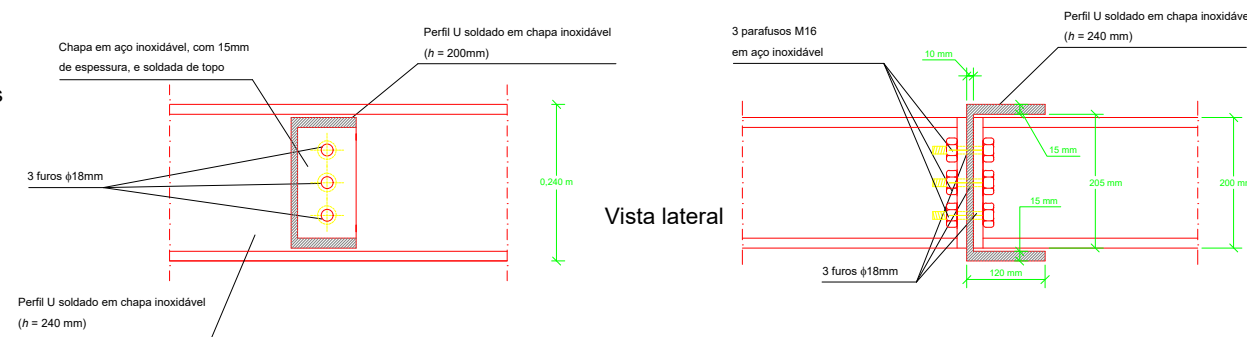 Chapa em aço inoxidável, com 15mm
de espessura, e soldada de topo
Perfil U soldado em chapa inoxidável
(h = 200mm)
s
3 furos ϕ18mm
0,240 m
Perfil U soldado em chapa inoxidável
(h = 240 mm)
Vista lateral
3 parafusos M16
em aço inoxidável
10 mm
Perfil U soldado em chapa inoxidável
(h = 240 mm)
15 mm
205 mm
200 mm
15 mm
3 furos ϕ18mm
120 mm